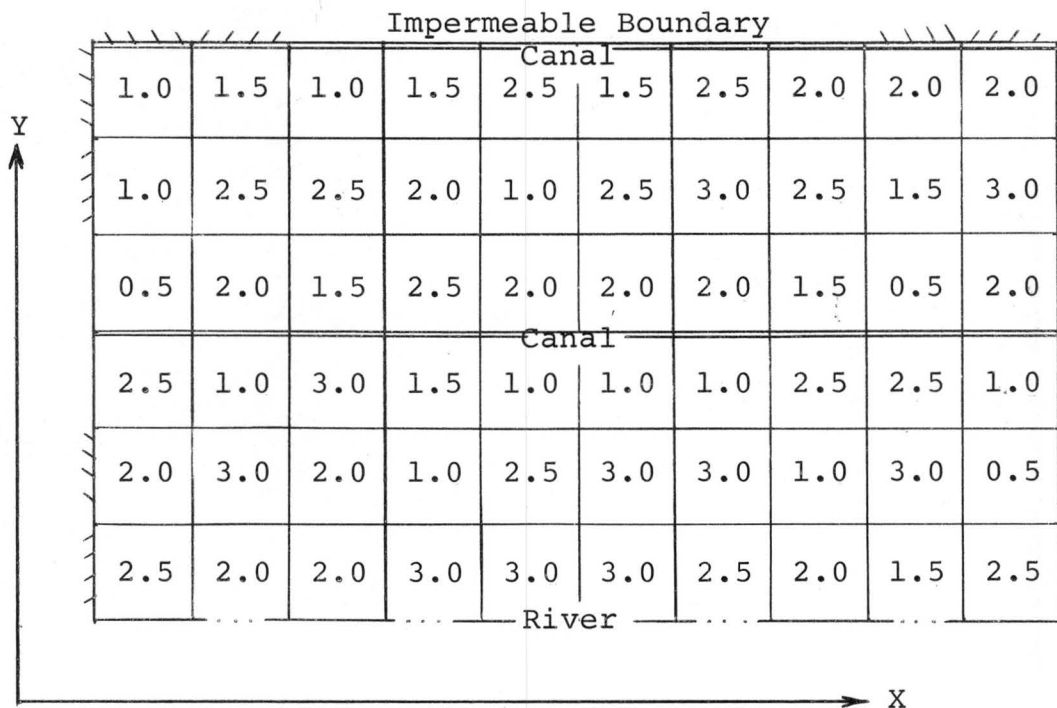 Impermeable Boundary
Canal
1.0 1.5 1.0 1.5 2.5 1.5 2.5 2.0 2.0 2.0
Y
1.0 2.5 2.5 2.0 1.0 2.5 3.0 2.5 1.5 3.0
0.5 2.0 1.5 2.5 2.0 2.0 2.0 1.5 0.5 2.0
Canal
2.5 1.0 3.0 1.5 1.0 1.0 1.0 2.5 2.5 1.0
2.0 3.0 2.0 1.0 2.5 3.0 3.0 1.0 3.0 0.5
2.5 2.0 2.0 3.0 3.0 3.0 2.5 2.0 1.5 2.5
River
X